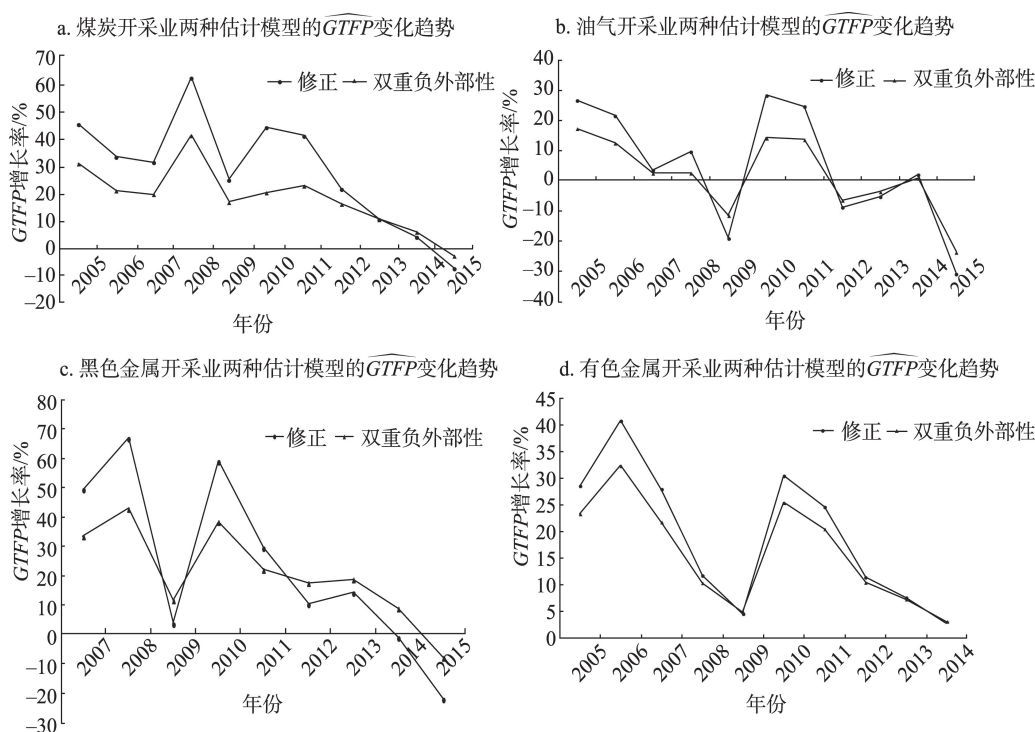 a. 煤炭开采业两种估计模型的GTFP变化趋势
70
60
50
40
30
20
10
0
–10
–20
GTFP增长率/%
修正 双重负外部性
2005 2006 2007 2008 2009 2010 2011 2012 2013 2014 2015
年份
b. 油气开采业两种估计模型的GTFP变化趋势
40
30
20
10
0
–10
–20
–30
–40
GTFP增长率/%
修正 双重负外部性
2005 2006 2007 2008 2009 2010 2011 2012 2013 2014 2015
年份
c. 黑色金属开采业两种估计模型的GTFP变化趋势
80
70
60
50
40
30
20
10
0
–10
–20
–30
GTFP增长率/%
修正 双重负外部性
2007 2008 2009 2010 2011 2012 2013 2014 2015
年份
d. 有色金属开采业两种估计模型的GTFP变化趋势
45
40
35
30
25
20
15
10
5
0
GTFP增长率/%
修正 双重负外部性
2005 2006 2007 2008 2009 2010 2011 2012 2013 2014
年份